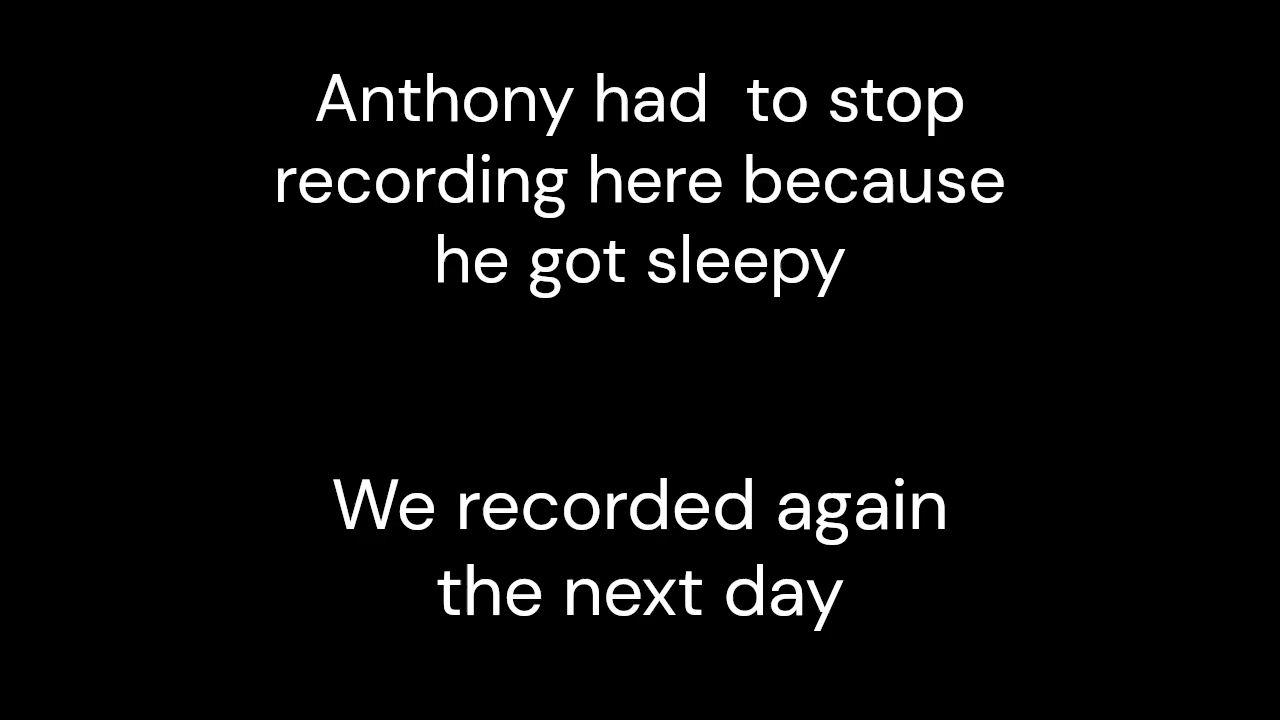 Anthony had  to stop
recording here because
he got sleepy
We recorded again
the next day